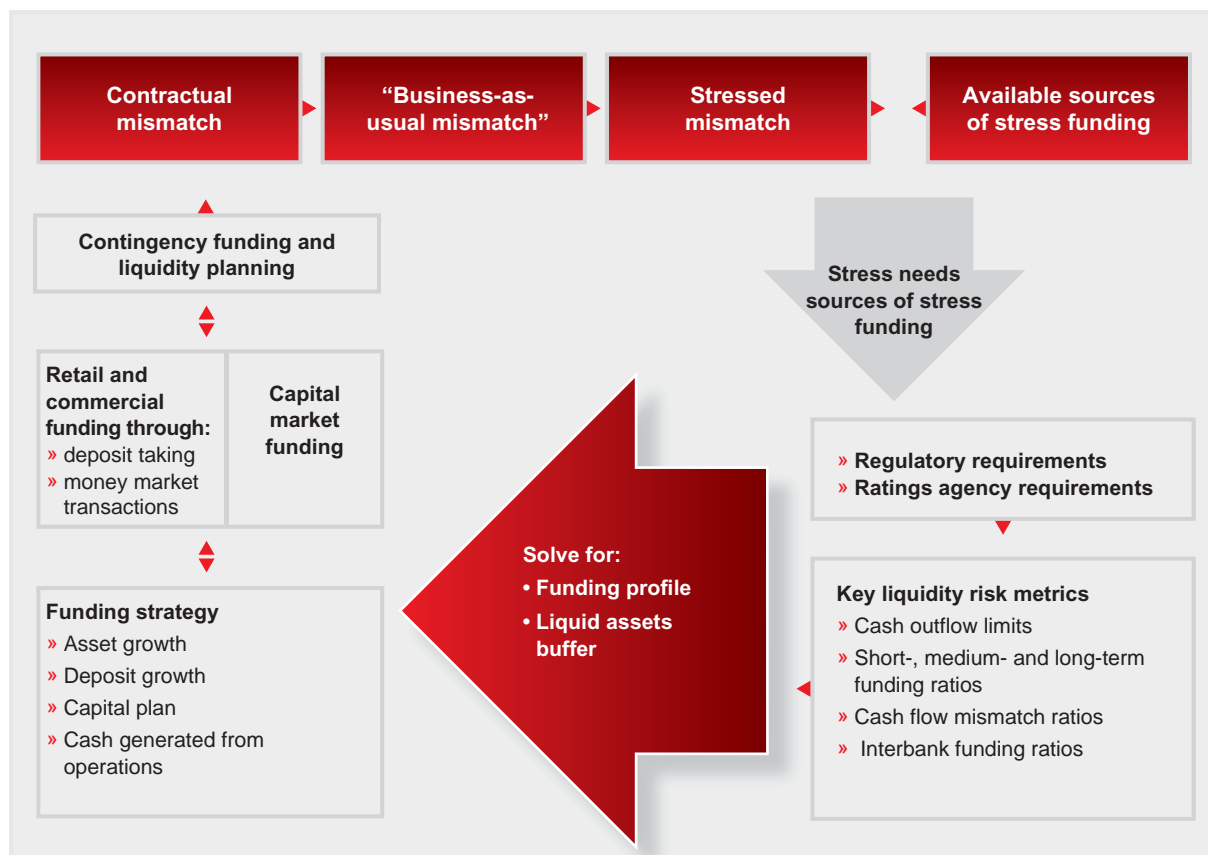 Contractual
mismatch
“Business-as-
usual mismatch”
Stressed
mismatch
Available sources
of stress funding
Contingency funding and
liquidity planning
Stress needs
sources of stress
funding
Retail and
commercial
funding through:
» deposit taking
» money market
transactions
Capital
market
funding
» Regulatory requirements
» Ratings agency requirements
Solve for:
• Funding profile
• Liquid assets
buffer
Funding strategy
» Asset growth
» Deposit growth
» Capital plan
» Cash generated from
operations
Key liquidity risk metrics
» Cash outflow limits
» Short-, medium- and long-term
funding ratios
» Cash flow mismatch ratios
» Interbank funding ratios